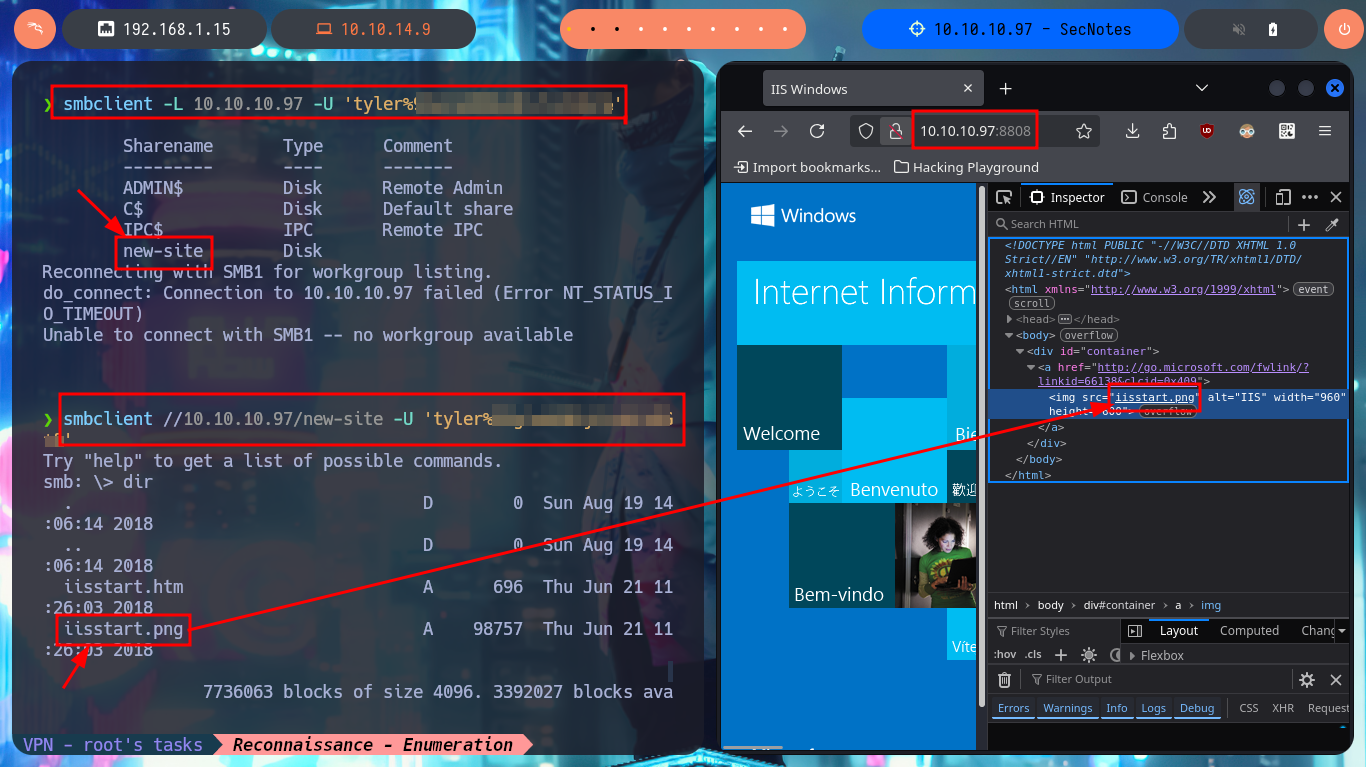 192.168.1.15
10.10.14.9
10.10.10.97 - SecNotes
❯ smbclient -L 10.10.10.97 -U 'tyler%
Sharename Type Comment
--------- ---- -------
ADMIN$ Disk Remote Admin
C$ Disk Default share
IPC$ IPC Remote IPC
new-site Disk
Reconnecting with SMB1 for workgroup listing.
do_connect: Connection to 10.10.10.97 failed (Error NT_STATUS_I
O_TIMEOUT)
Unable to connect with SMB1 -- no workgroup available
❯ smbclient //10.10.10.97/new-site -U 'tyler%
Try "help" to get a list of possible commands.
smb: \> dir
. D 0 Sun Aug 19 14
:06:14 2018
.. D 0 Sun Aug 19 14
:06:14 2018
iisstart.htm A 696 Thu Jun 21 11
:26:03 2018
iisstart.png A 98757 Thu Jun 21 11
:26:03 2018
7736063 blocks of size 4096. 3392027 blocks ava
VPN - root's tasks
Reconnaissance - Enumeration
IIS Windows
10.10.10.97:8808
Import bookmarks...
Hacking Playground
Windows
Internet Inform
Welcome
Bie
ようこそ
Benvenuto
歡迎
Bem-vindo
Víte
Inspector
Console
Search HTML
<!DOCTYPE html PUBLIC "-//W3C//DTD XHTML 1.0
Strict//EN" "http://www.w3.org/TR/xhtml1/DTD/
xhtml1-strict.dtd">
<html xmlns="http://www.w3.org/1999/xhtml"> event
scroll
<head> ••• </head>
<body> overflow
<div id="container">
<a href="http://go.microsoft.com/fwlink/?
linkid=66138&clcid=0x409">
<img src="iisstart.png" alt="IIS" width="960"
overflow
</a>
</div>
</body>
</html>
html › body › div#container › a › img
Filter Styles
Layout
Computed
Chang
:hov .cls
Flexbox
Filter Output
Errors
Warnings
Info
Logs
Debug
CSS
XHR
Request